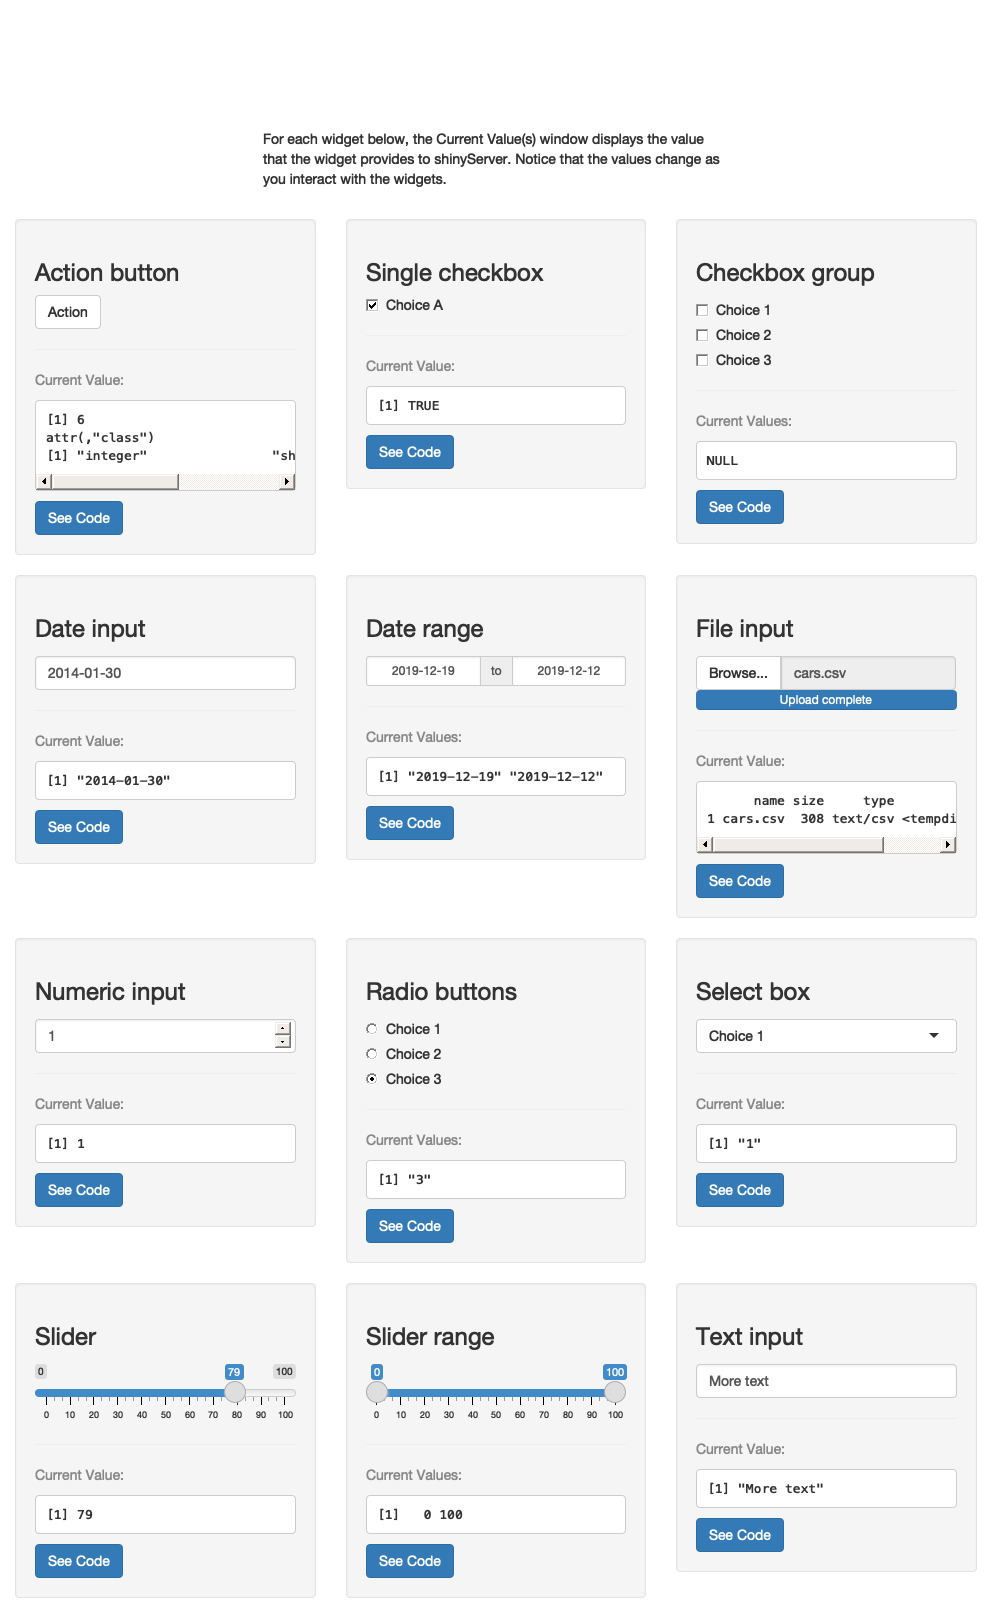 For each widget below, the Current Value(s) window displays the value
that the widget provides to shinyServer. Notice that the values change as
you interact with the widgets.
Action button
Action
Current Value:
[1] 6
attr(,"class")
[1] "integer" "sh
See Code
Single checkbox
Choice A
Current Value:
[1] TRUE
See Code
Checkbox group
Choice 1
Choice 2
Choice 3
Current Values:
NULL
See Code
Date input
2014-01-30
Current Value:
[1] "2014-01-30"
See Code
Date range
2019-12-19 to 2019-12-12
Current Values:
[1] "2019-12-19" "2019-12-12"
See Code
File input
Browse... cars.csv
Upload complete
Current Value:
name size type
1 cars.csv 308 text/csv <tempdi
See Code
Numeric input
1
Current Value:
[1] 1
See Code
Radio buttons
Choice 1
Choice 2
Choice 3
Current Values:
[1] "3"
See Code
Select box
Choice 1
Current Value:
[1] "1"
See Code
Slider
0 79 100
0 10 20 30 40 50 60 70 80 90 100
Current Value:
[1] 79
See Code
Slider range
0 100
0 10 20 30 40 50 60 70 80 90 100
Current Values:
[1] 0 100
See Code
Text input
More text
Current Value:
[1] "More text"
See Code